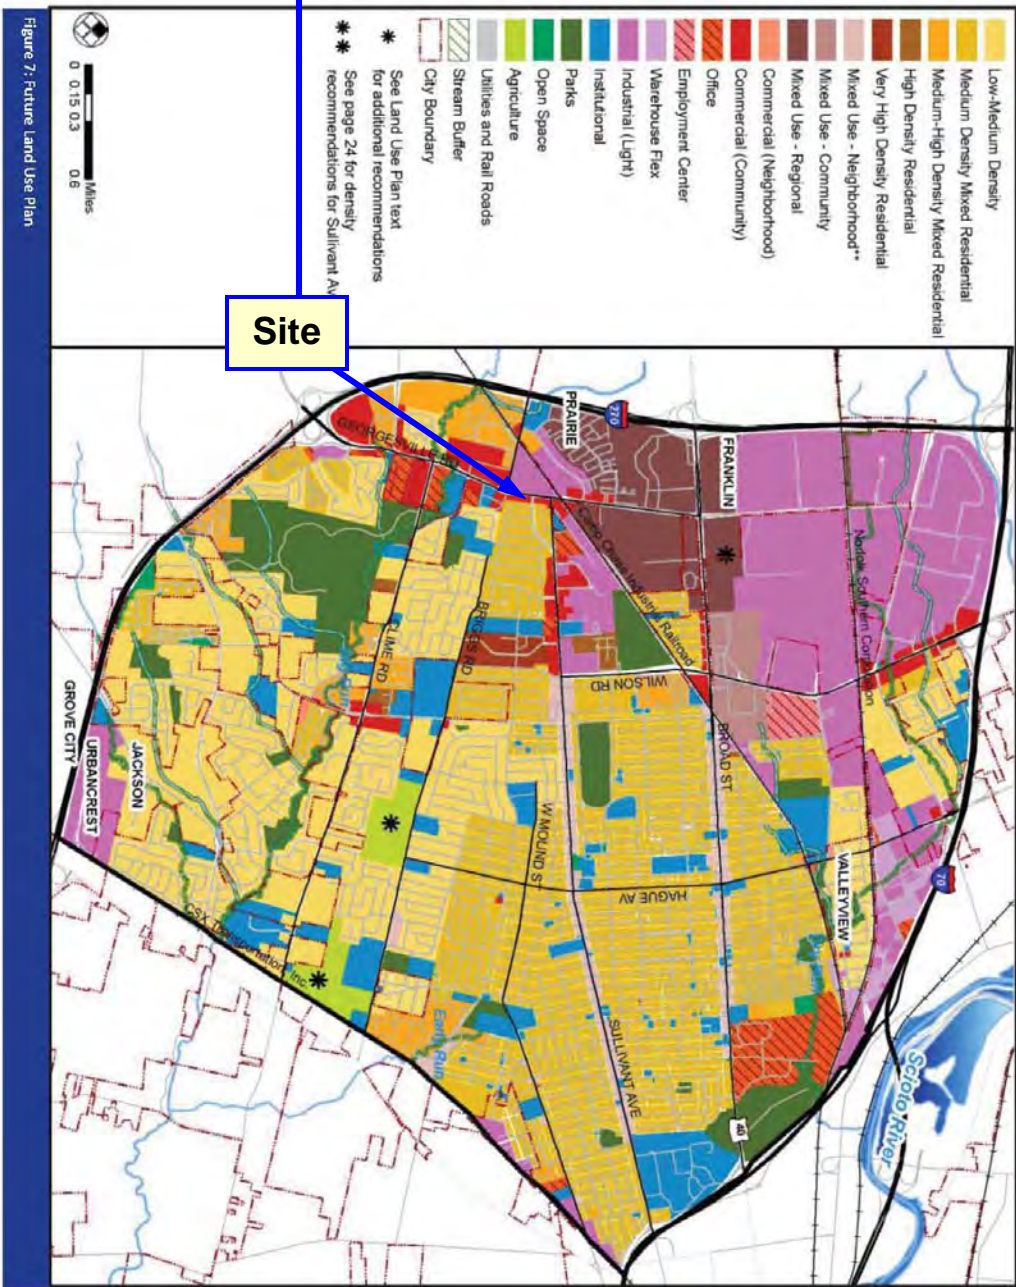 Low-Medium Density
Medium Density Mixed Residential
Medium-High Density Mixed Residential
High Density Residential
Very High Density Residential
Mixed Use - Neighborhood**
Mixed Use - Community
Mixed Use - Regional
Commercial (Neighborhood)
Commercial (Community)
Office
Employment Center
Warehouse Flex
Industrial (Light)
Institutional
Parks
Open Space
Agriculture
Utilities and Rail Roads
Stream Buffer
City Boundary
* See Land Use Plan text
for additional recommendations
** See page 24 for density
recommendations for Sullivant Av
0 0.15 0.3 0.6
Miles
Figure 7: Future Land Use Plan
Site
270
PRAIRIE
FRANKLIN
GEORGESVILLE RD
Camp Chase Industrial Railroad
Norfolk Southern Corporation
BRIGGS RD
CLIME RD
WILSON RD
BROAD ST
W MOUND ST
HAGUE AV
SULLIVANT AVE
VALLEYVIEW
70
40
Scioto River
GROVE CITY
URBANCREST
JACKSON
CSX Transportation Inc.
*
*
*